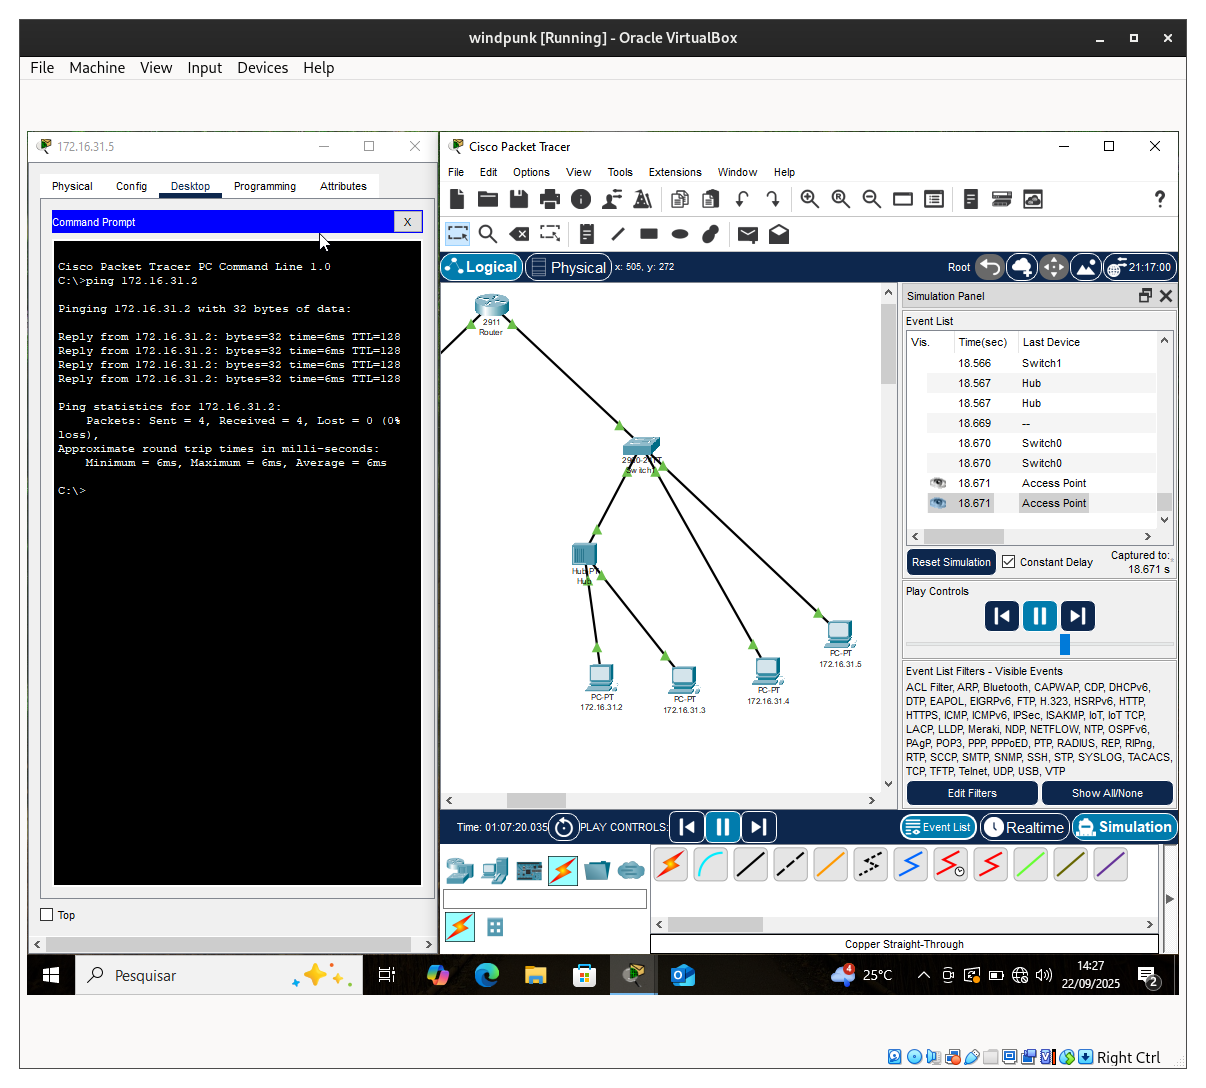 windpunk [Running] - Oracle VirtualBox
File Machine View Input Devices Help
172.16.31.5
Physical Config Desktop Programming Attributes
Command Prompt
X
Cisco Packet Tracer PC Command Line 1.0
C:\>ping 172.16.31.2
Pinging 172.16.31.2 with 32 bytes of data:
Reply from 172.16.31.2: bytes=32 time=6ms TTL=128
Reply from 172.16.31.2: bytes=32 time=6ms TTL=128
Reply from 172.16.31.2: bytes=32 time=6ms TTL=128
Reply from 172.16.31.2: bytes=32 time=6ms TTL=128
Ping statistics for 172.16.31.2:
Packets: Sent = 4, Received = 4, Lost = 0 (0%
loss),
Approximate round trip times in milli-seconds:
Minimum = 6ms, Maximum = 6ms, Average = 6ms
C:\>
Top
Cisco Packet Tracer
File Edit Options View Tools Extensions Window Help
Logical Physical x: 505, y: 272
Root 21:17:00
2911
Router
Hub-PT
Hub
PC-PT
172.16.31.2
PC-PT
172.16.31.3
PC-PT
172.16.31.4
PC-PT
172.16.31.5
Simulation Panel
Event List
Vis. Time(sec) Last Device
18.566 Switch1
18.567 Hub
18.567 Hub
18.669 --
18.670 Switch0
18.670 Switch0
18.671 Access Point
18.671 Access Point
Reset Simulation Constant Delay
Captured to:
18.671 s
Play Controls
Event List Filters - Visible Events
ACL Filter, ARP, Bluetooth, CAPWAP, CDP, DHCPv6,
DTP, EAPOL, EIGRPv6, FTP, H.323, HSRPv6, HTTP,
HTTPS, ICMP, ICMPv6, IPSec, ISAKMP, IoT, IoT TCP,
LACP, LLDP, Meraki, NDP, NETFLOW, NTP, OSPFv6,
PAgP, POP3, PPP, PPPoED, PTP, RADIUS, REP, RIPng,
RTP, SCCP, SMTP, SNMP, SSH, STP, SYSLOG, TACACS,
TCP, TFTP, Telnet, UDP, USB, VTP
Edit Filters Show All/None
Time: 01:07:20.035 PLAY CONTROLS:
Event List Realtime Simulation
Copper Straight-Through
Pesquisar
4
25°C
14:27
22/09/2025
2
Right Ctrl